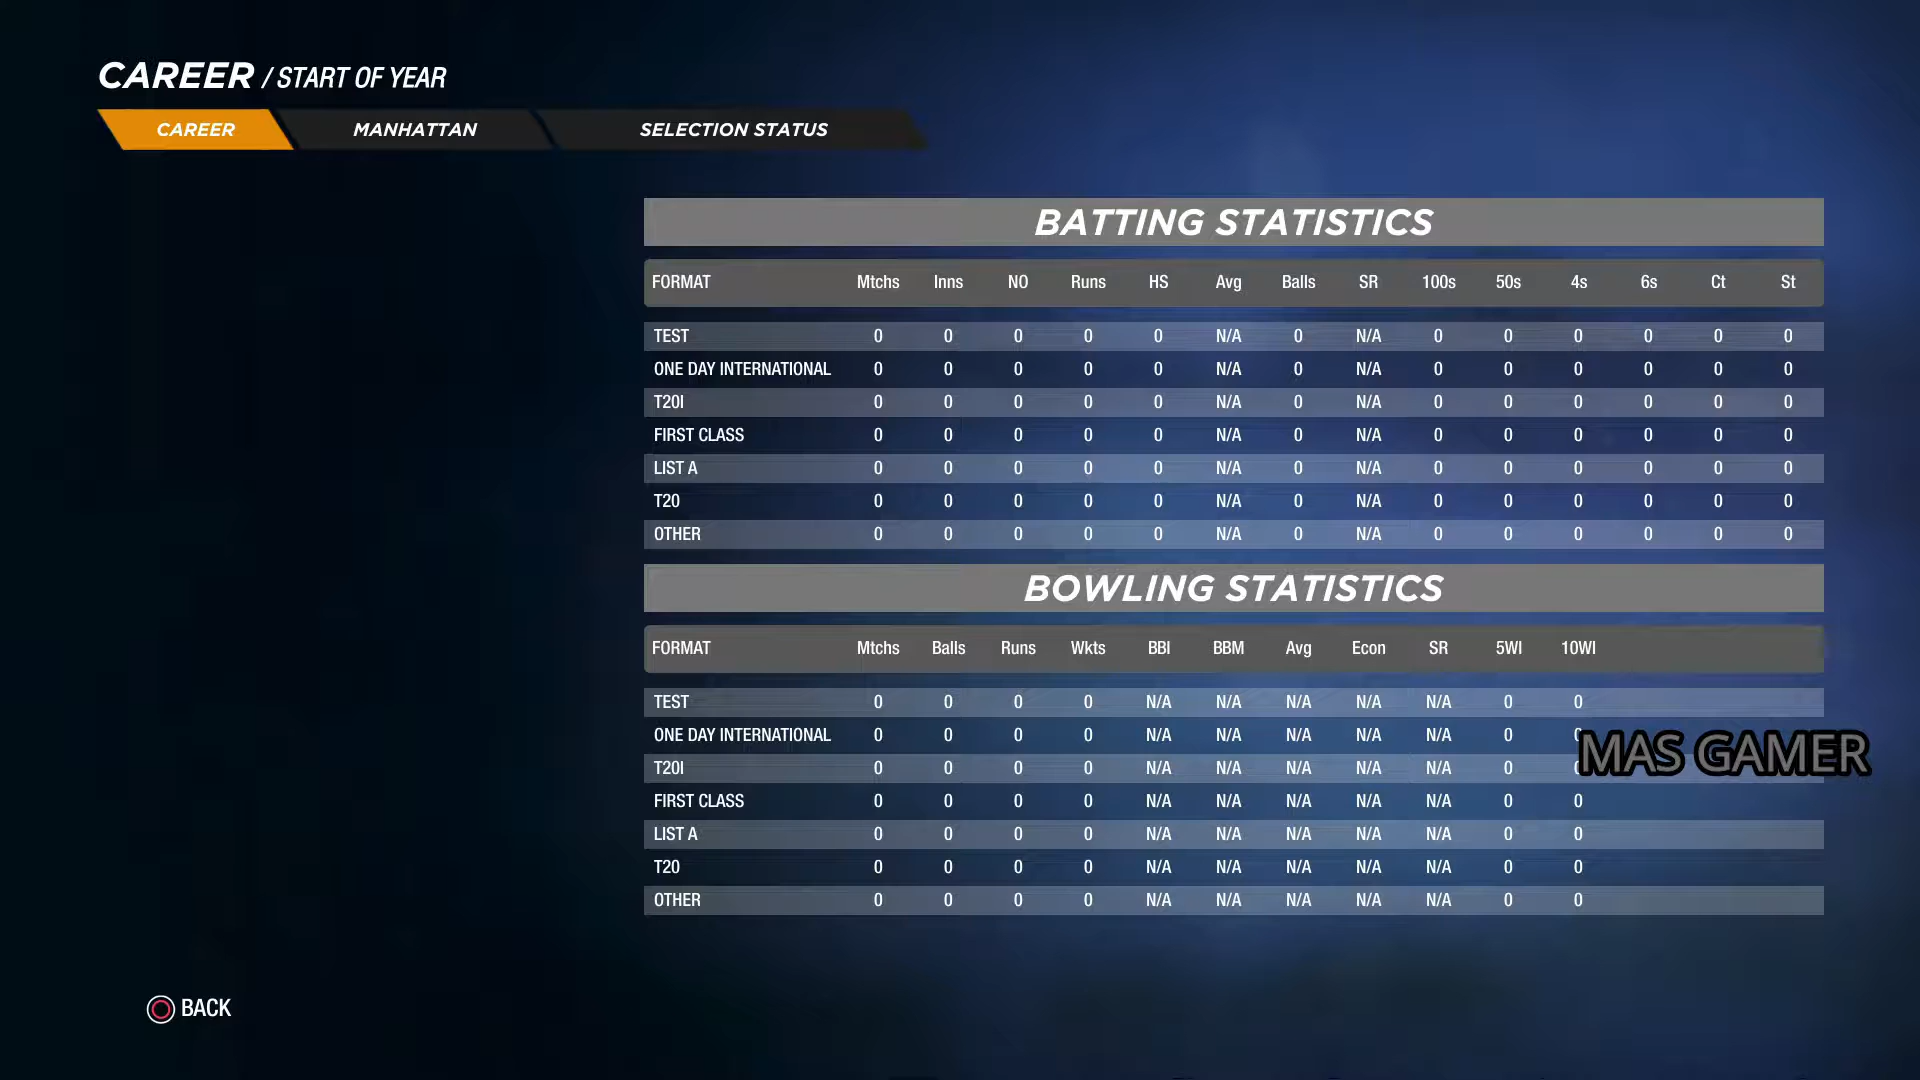 CAREER / START OF YEAR
CAREER MANHATTAN SELECTION STATUS
BATTING STATISTICS
FORMAT Mtchs Inns NO Runs HS Avg Balls SR 100s 50s 4s 6s Ct St
TEST 0 0 0 0 0 N/A 0 N/A 0 0 0 0 0 0
ONE DAY INTERNATIONAL 0 0 0 0 0 N/A 0 N/A 0 0 0 0 0 0
T20I 0 0 0 0 0 N/A 0 N/A 0 0 0 0 0 0
FIRST CLASS 0 0 0 0 0 N/A 0 N/A 0 0 0 0 0 0
LIST A 0 0 0 0 0 N/A 0 N/A 0 0 0 0 0 0
T20 0 0 0 0 0 N/A 0 N/A 0 0 0 0 0 0
OTHER 0 0 0 0 0 N/A 0 N/A 0 0 0 0 0 0
BOWLING STATISTICS
FORMAT Mtchs Balls Runs Wkts BBI BBM Avg Econ SR 5WI 10WI
TEST 0 0 0 0 N/A N/A N/A N/A N/A 0 0
ONE DAY INTERNATIONAL 0 0 0 0 N/A N/A N/A N/A N/A 0 0
MAS GAMER
T20I 0 0 0 0 N/A N/A N/A N/A N/A 0 0
FIRST CLASS 0 0 0 0 N/A N/A N/A N/A N/A 0 0
LIST A 0 0 0 0 N/A N/A N/A N/A N/A 0 0
T20 0 0 0 0 N/A N/A N/A N/A N/A 0 0
OTHER 0 0 0 0 N/A N/A N/A N/A N/A 0 0
BACK